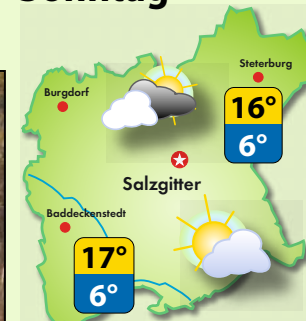 Sonntag
Steterburg
Burgdorf
16°
6°
Salzgitter
Baddeckenstedt
17°
6°